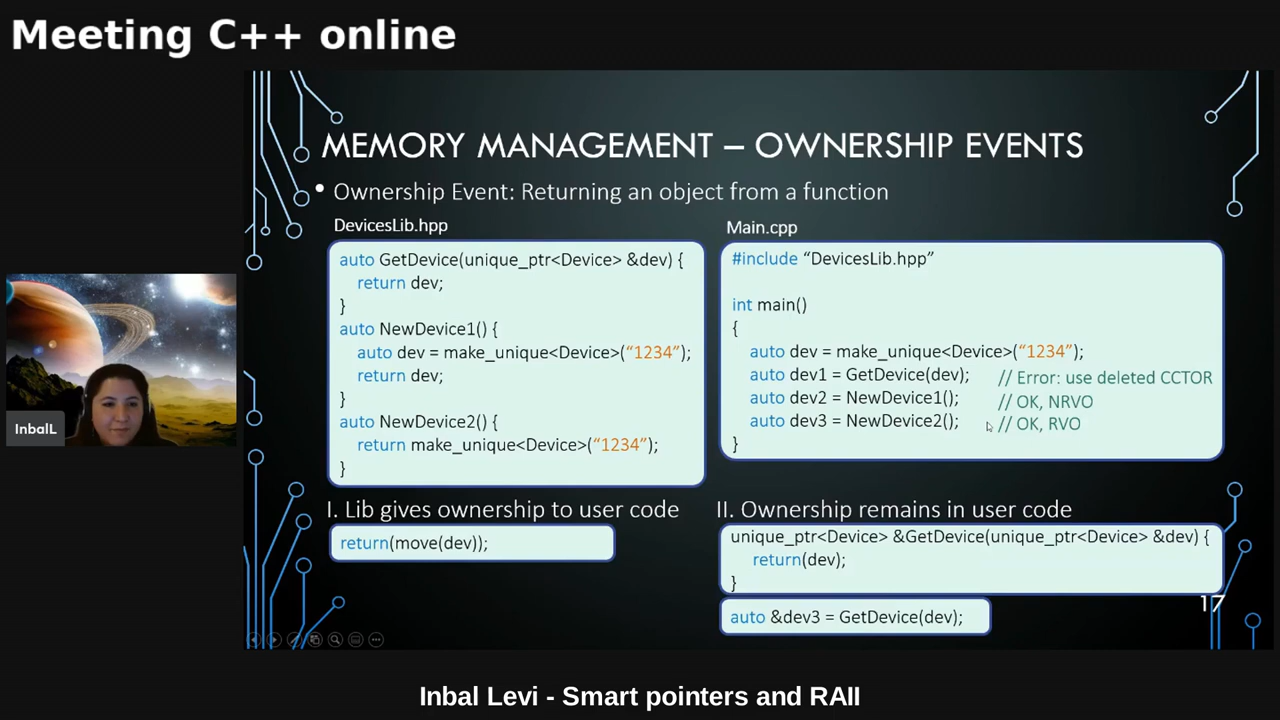 Meeting C++ online
MEMORY MANAGEMENT – OWNERSHIP EVENTS
• Ownership Event: Returning an object from a function
DevicesLib.hpp
auto GetDevice(unique_ptr<Device> &dev) {
return dev;
}
auto NewDevice1() {
auto dev = make_unique<Device>(“1234”);
return dev;
}
auto NewDevice2() {
return make_unique<Device>(“1234”);
}
Main.cpp
#include “DevicesLib.hpp”
int main()
{
auto dev = make_unique<Device>(“1234”);
auto dev1 = GetDevice(dev); // Error: use deleted CCTOR
auto dev2 = NewDevice1(); // OK, NRVO
auto dev3 = NewDevice2(); // OK, RVO
}
I. Lib gives ownership to user code
return(move(dev));
II. Ownership remains in user code
unique_ptr<Device> &GetDevice(unique_ptr<Device> &dev) {
return(dev);
}
auto &dev3 = GetDevice(dev);
17
InbalL
Inbal Levi - Smart pointers and RAII